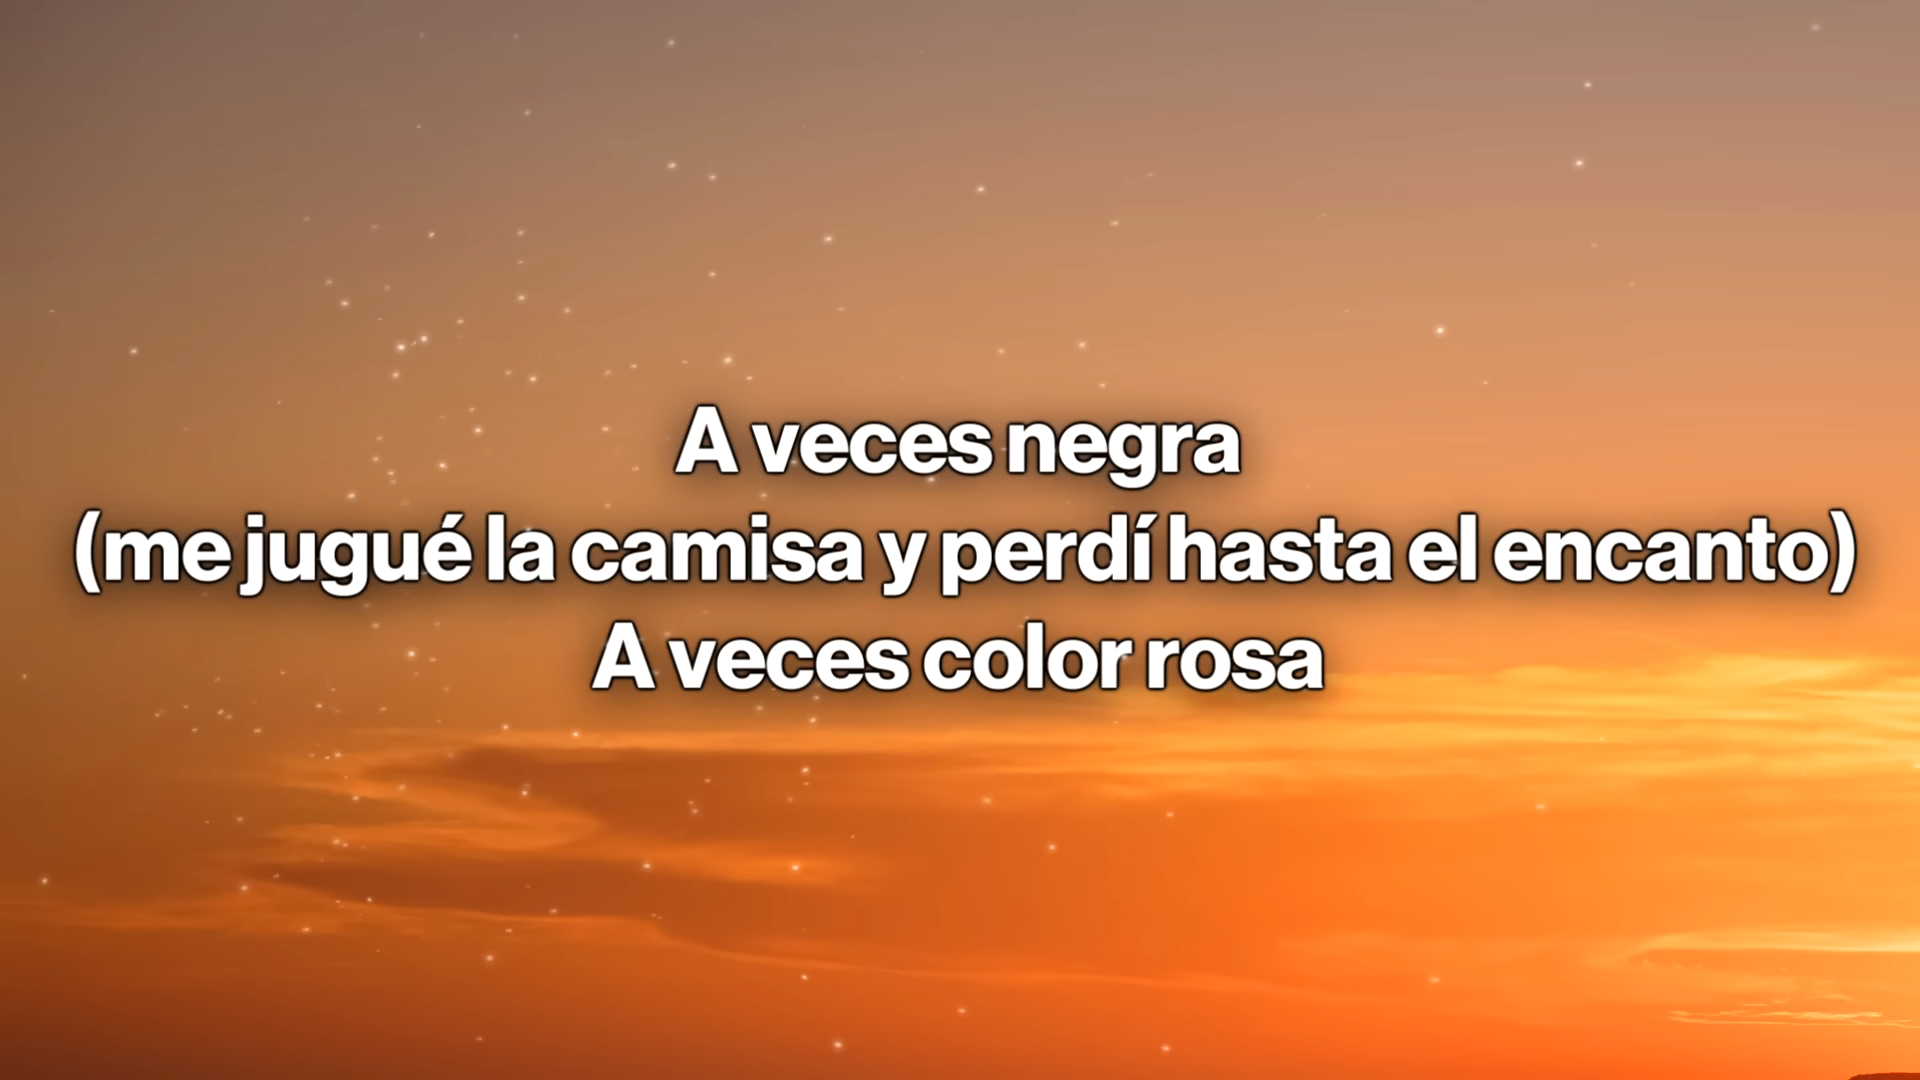 A veces negra
(me jugué la camisa y perdí hasta el encanto)
A veces color rosa